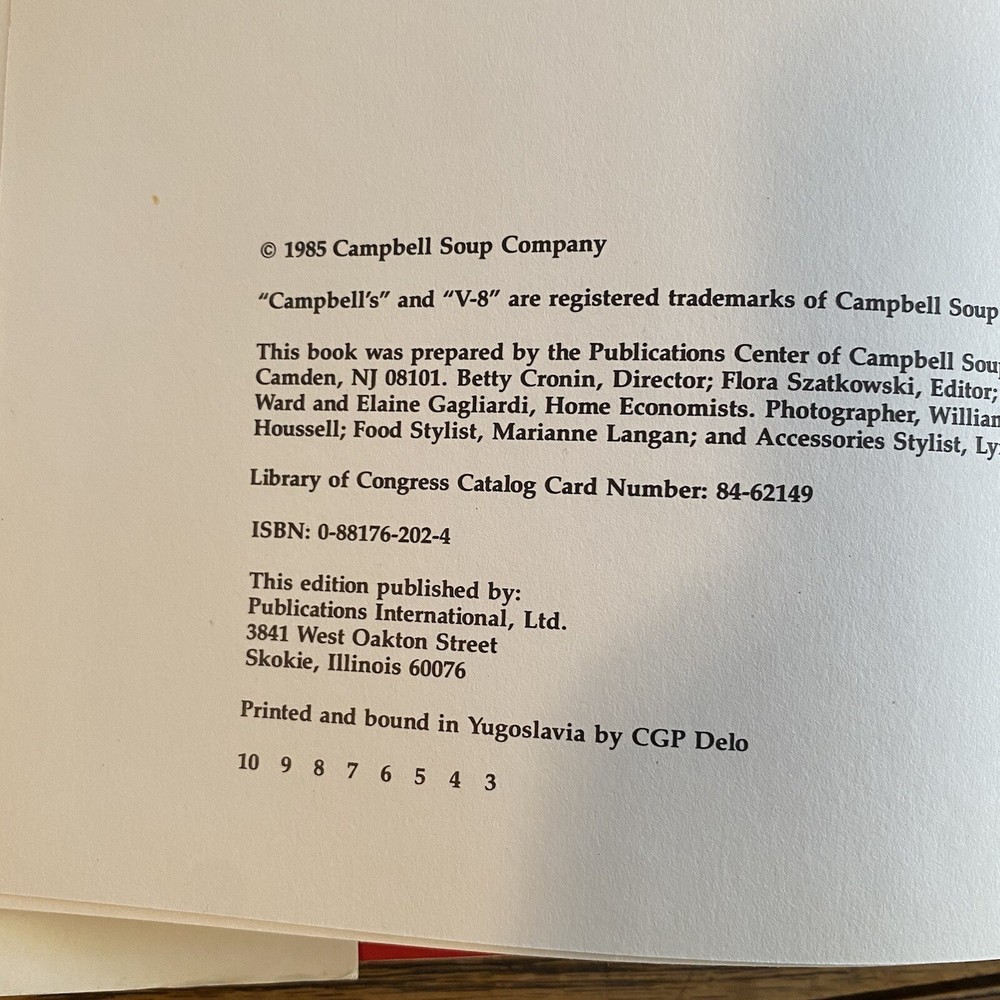 © 1985 Campbell Soup Company
“Campbell's” and “V-8” are registered trademarks of Campbell Soup
This book was prepared by the Publications Center of Campbell
Camden, NJ 08101. Betty Cronin, Director; Flora Szatkowski, Editor;
Ward and Elaine Gagliardi, Home Economists. Photographer,
Houssell; Food Stylist, Marianne Langan; and Accessories Stylist,
Library of Congress Catalog Card Number: 84-62149
ISBN: 0-88176-202-4
This edition published by:
Publications International, Ltd.
3841 West Oakton Street
Skokie, Illinois 60076
Printed and bound in Yugoslavia by CGP Delo
10 9 8 7 6 5 4 3